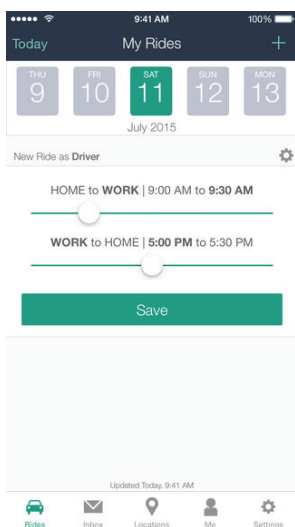 9:41 AM 100%
Today My Rides +
THU FRI SAT SUN MON
9 10 11 12 13
July 2015
New Ride as Driver
HOME to WORK | 9:00 AM to 9:30 AM
WORK to HOME | 5:00 PM to 5:30 PM
Save
Updated Today, 9:41 AM
Rides Inbox Locations Me Settings